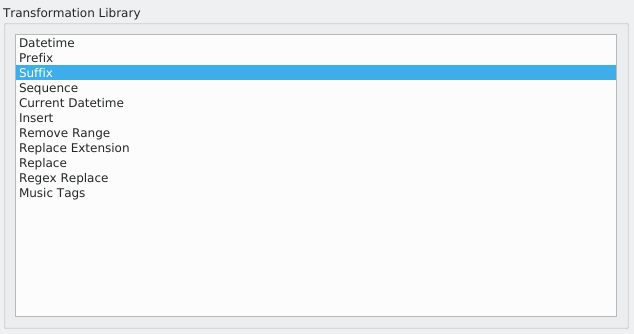 Transformation Library
Datetime
Prefix
Suffix
Sequence
Current Datetime
Insert
Remove Range
Replace Extension
Replace
Regex Replace
Music Tags